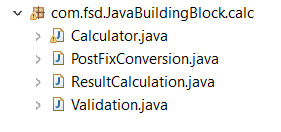 com.fsd.JavaBuildingBlock.calc
Calculator.java
PostFixConversion.java
ResultCalculation.java
Validation.java